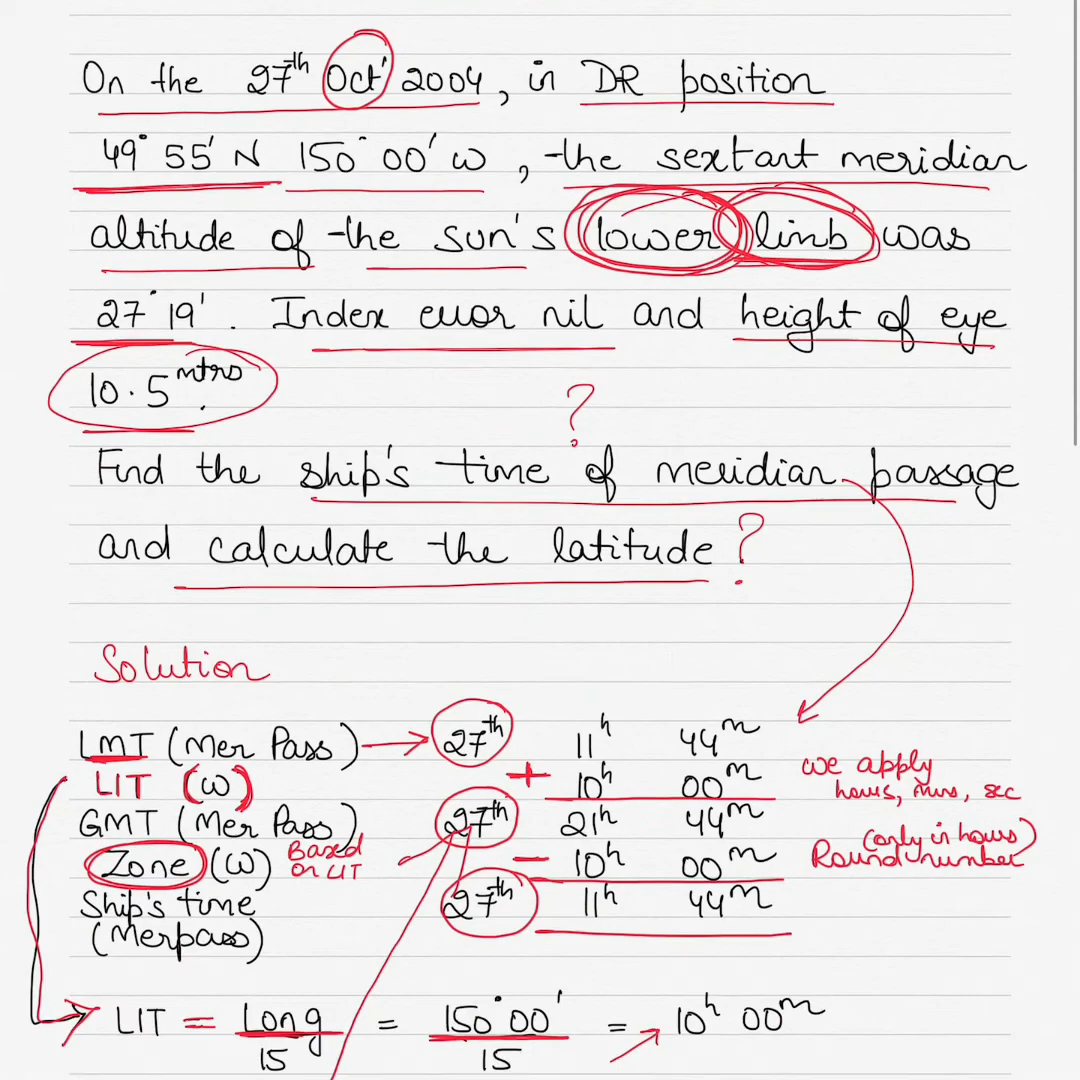 On the 27th Oct' 2004, in DR position
49° 55' N 150° 00' W, the sextant meridian
altitude of the sun's lower limb was
27° 19'. Index error nil and height of eye
10.5 mtrs.
?
Find the ship's time of meridian passage
and calculate the latitude?
Solution
LMT (Mer Pass) → 27th 11h 44m
LIT (W) + 10h 00m
we apply
hours, mins, sec
GMT (Mer Pass) 27th 21h 44m
Zone (W) Based on LIT - 10h 00m
(only in hours)
Round number
Ship's time 27th 11h 44m
(Merpass)
LIT = Long = 150° 00' = 10h 00m
15 15